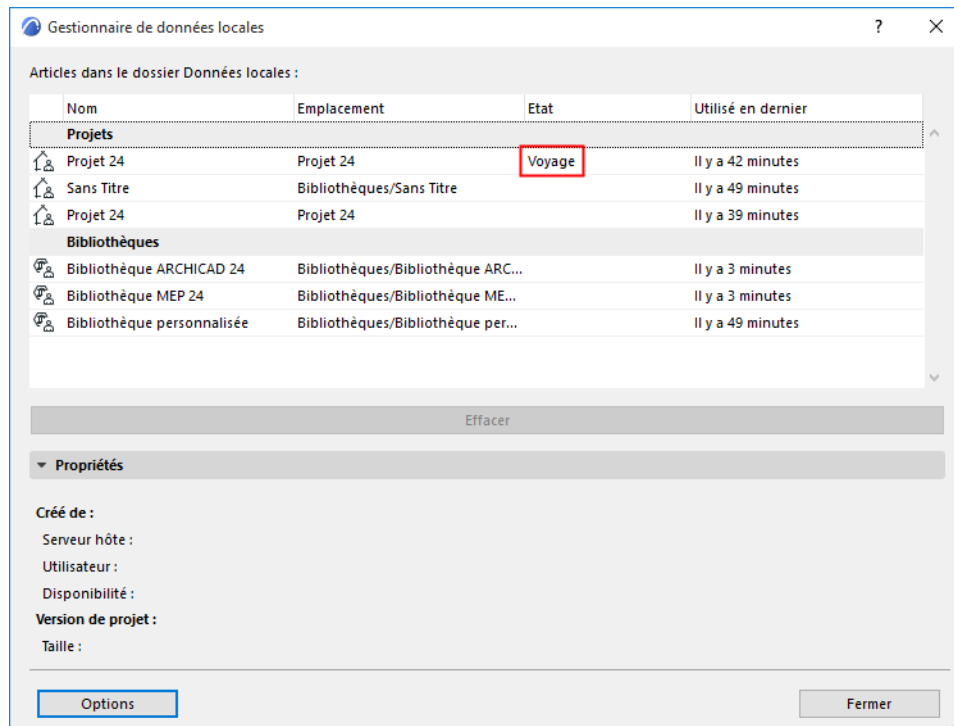 Gestionnaire de données locales ?
Articles dans le dossier Données locales :
Nom Emplacement Etat Utilisé en dernier
Projets
Projet 24 Projet 24 Voyage Il y a 42 minutes
Sans Titre Bibliothèques/Sans Titre Il y a 49 minutes
Projet 24 Projet 24 Il y a 39 minutes
Bibliothèques
Bibliothèque ARCHICAD 24 Bibliothèques/Bibliothèque ARC... Il y a 3 minutes
Bibliothèque MEP 24 Bibliothèques/Bibliothèque ME... Il y a 3 minutes
Bibliothèque personnalisée Bibliothèques/Bibliothèque per... Il y a 49 minutes
Effacer
Propriétés
Créé de :
Serveur hôte :
Utilisateur :
Disponibilité :
Version de projet :
Taille :
Options Fermer